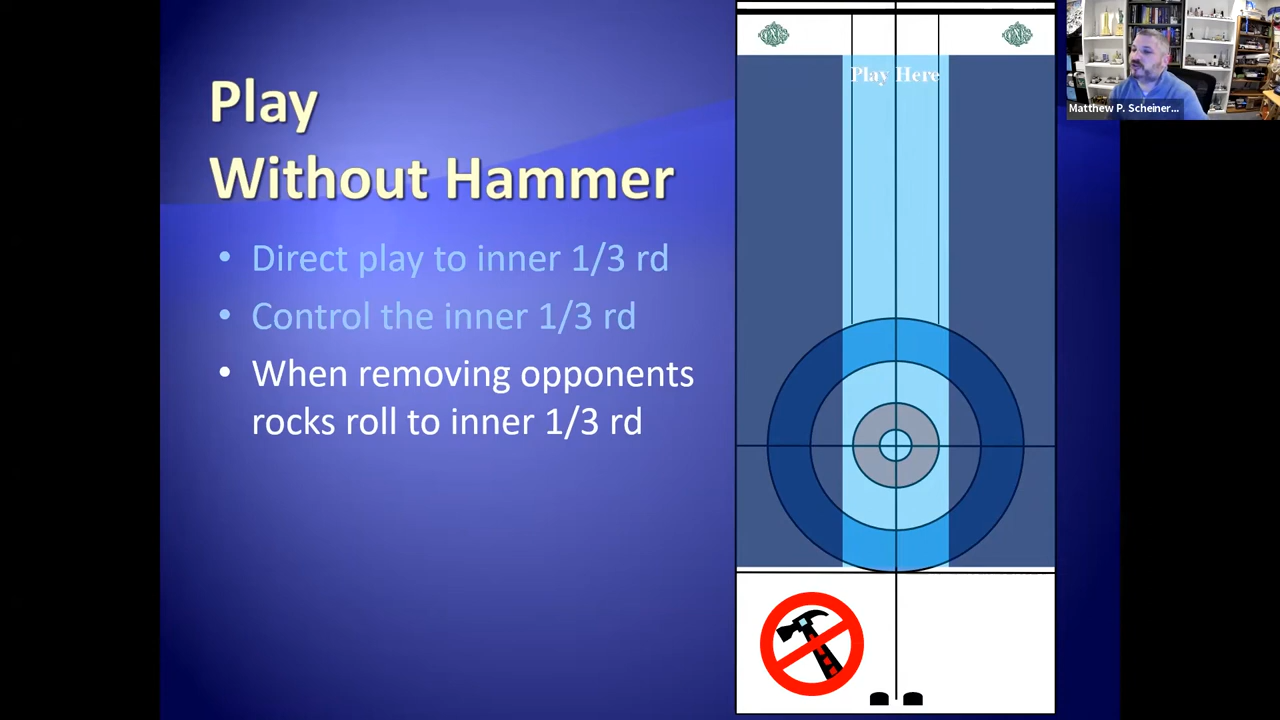 Play
Without Hammer
• Direct play to inner 1/3 rd
• Control the inner 1/3 rd
• When removing opponents
rocks roll to inner 1/3 rd
Play Here
Matthew P. Scheiner...